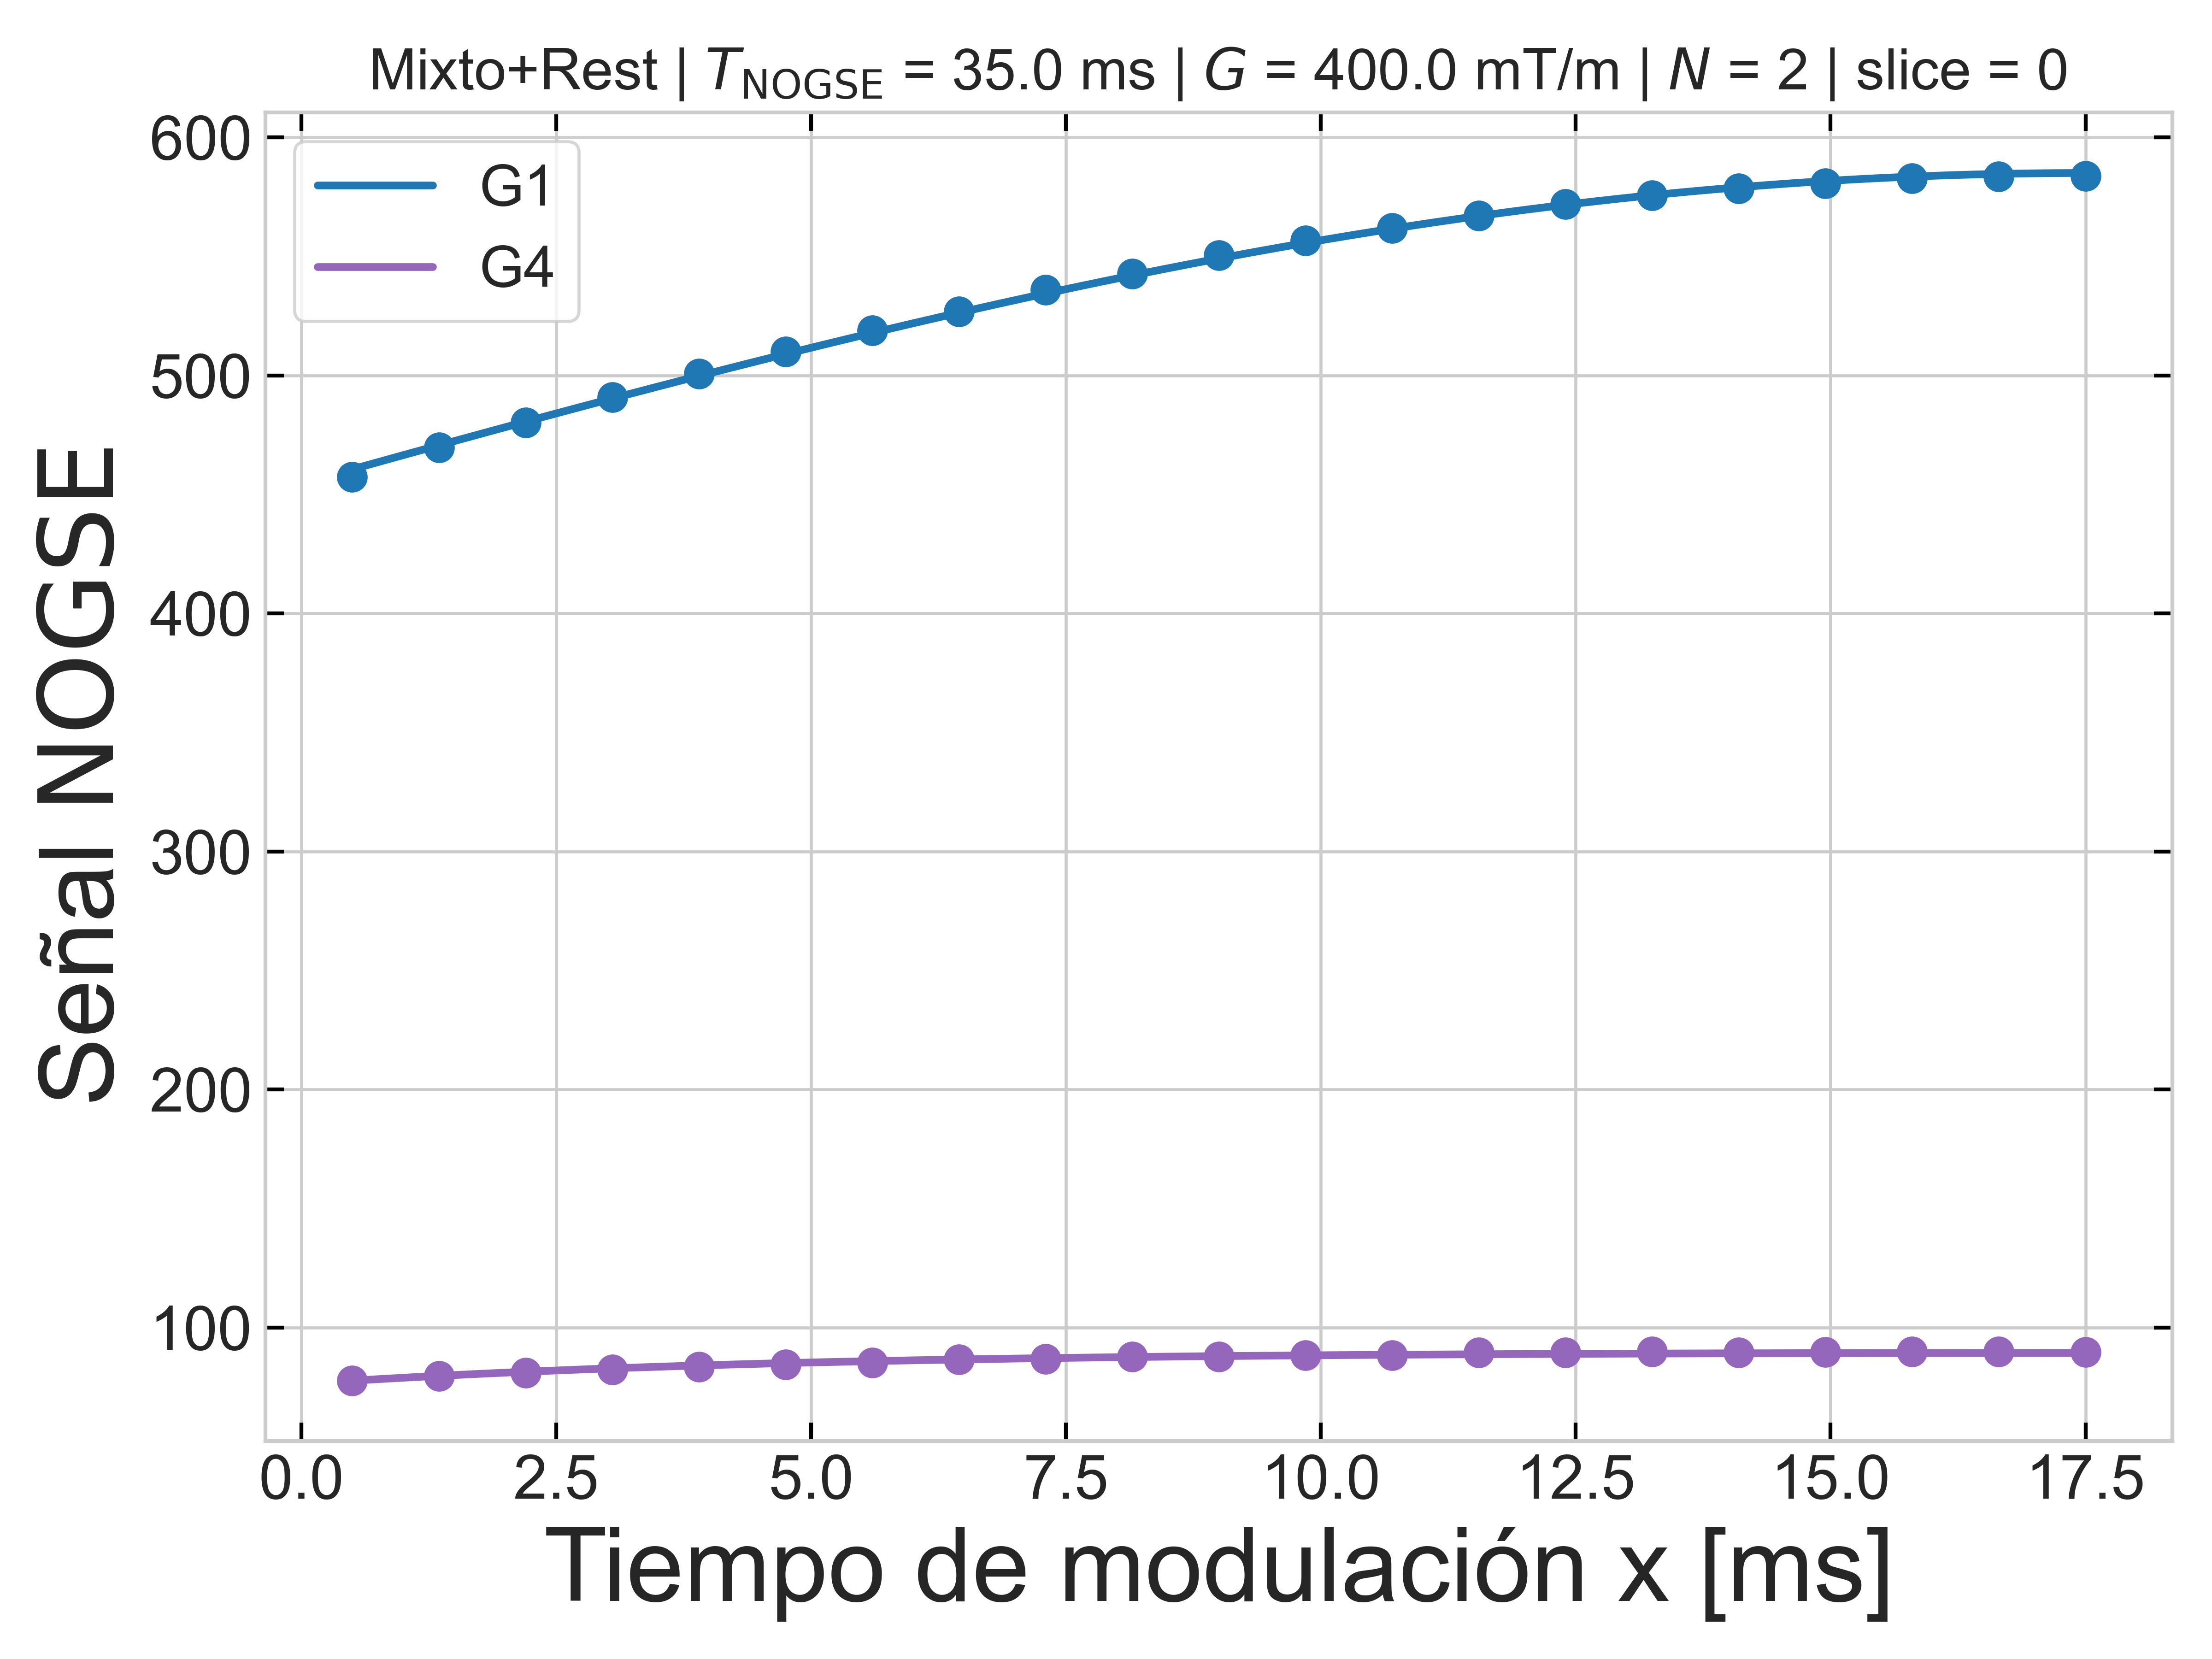 Mixto+Rest | T_NOGSE = 35.0 ms | G = 400.0 mT/m | N = 2 | slice = 0
G1
G4
Señal NOGSE
600
500
400
300
200
100
0.0 2.5 5.0 7.5 10.0 12.5 15.0 17.5
Tiempo de modulación x [ms]